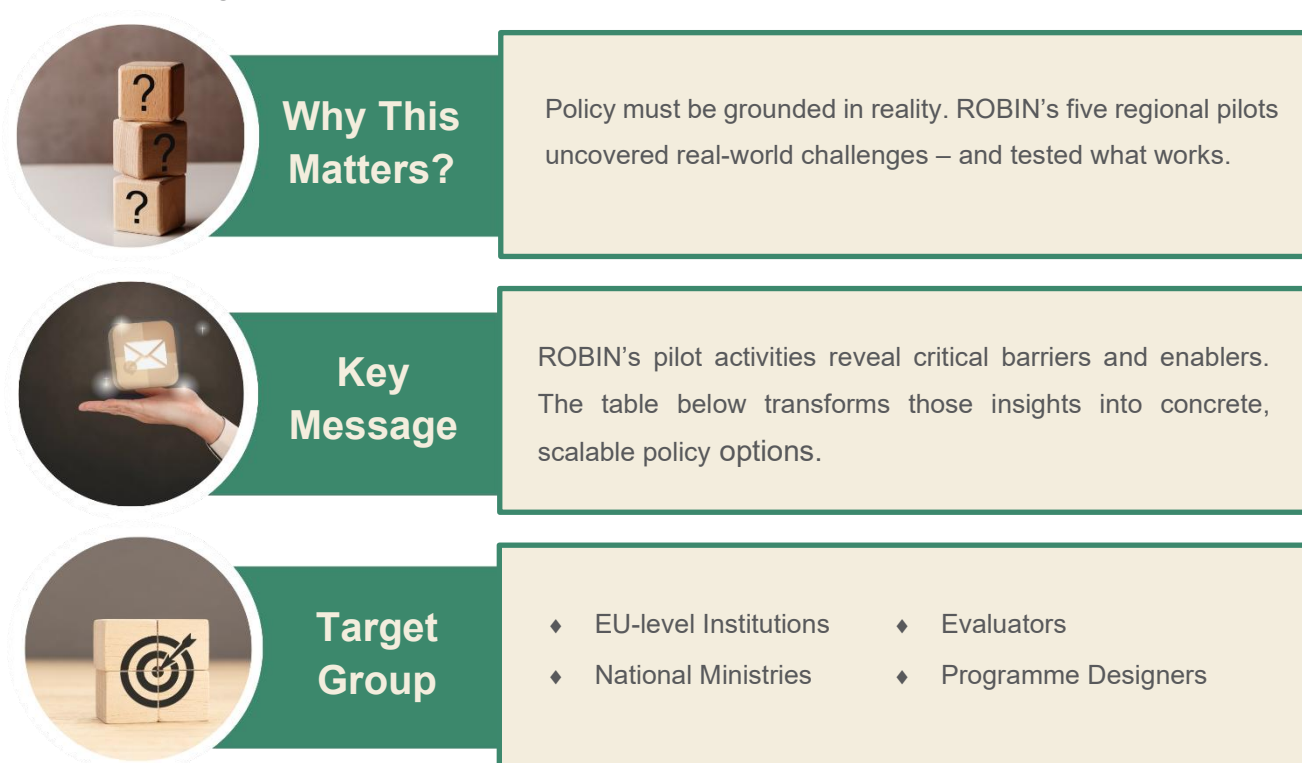 ?
?
?
Why This
Matters?
Policy must be grounded in reality. ROBIN’s five regional pilots
uncovered real-world challenges – and tested what works.
Key
Message
ROBIN’s pilot activities reveal critical barriers and enablers.
The table below transforms those insights into concrete,
scalable policy options.
Target
Group
♦ EU-level Institutions
♦ National Ministries
♦ Evaluators
♦ Programme Designers